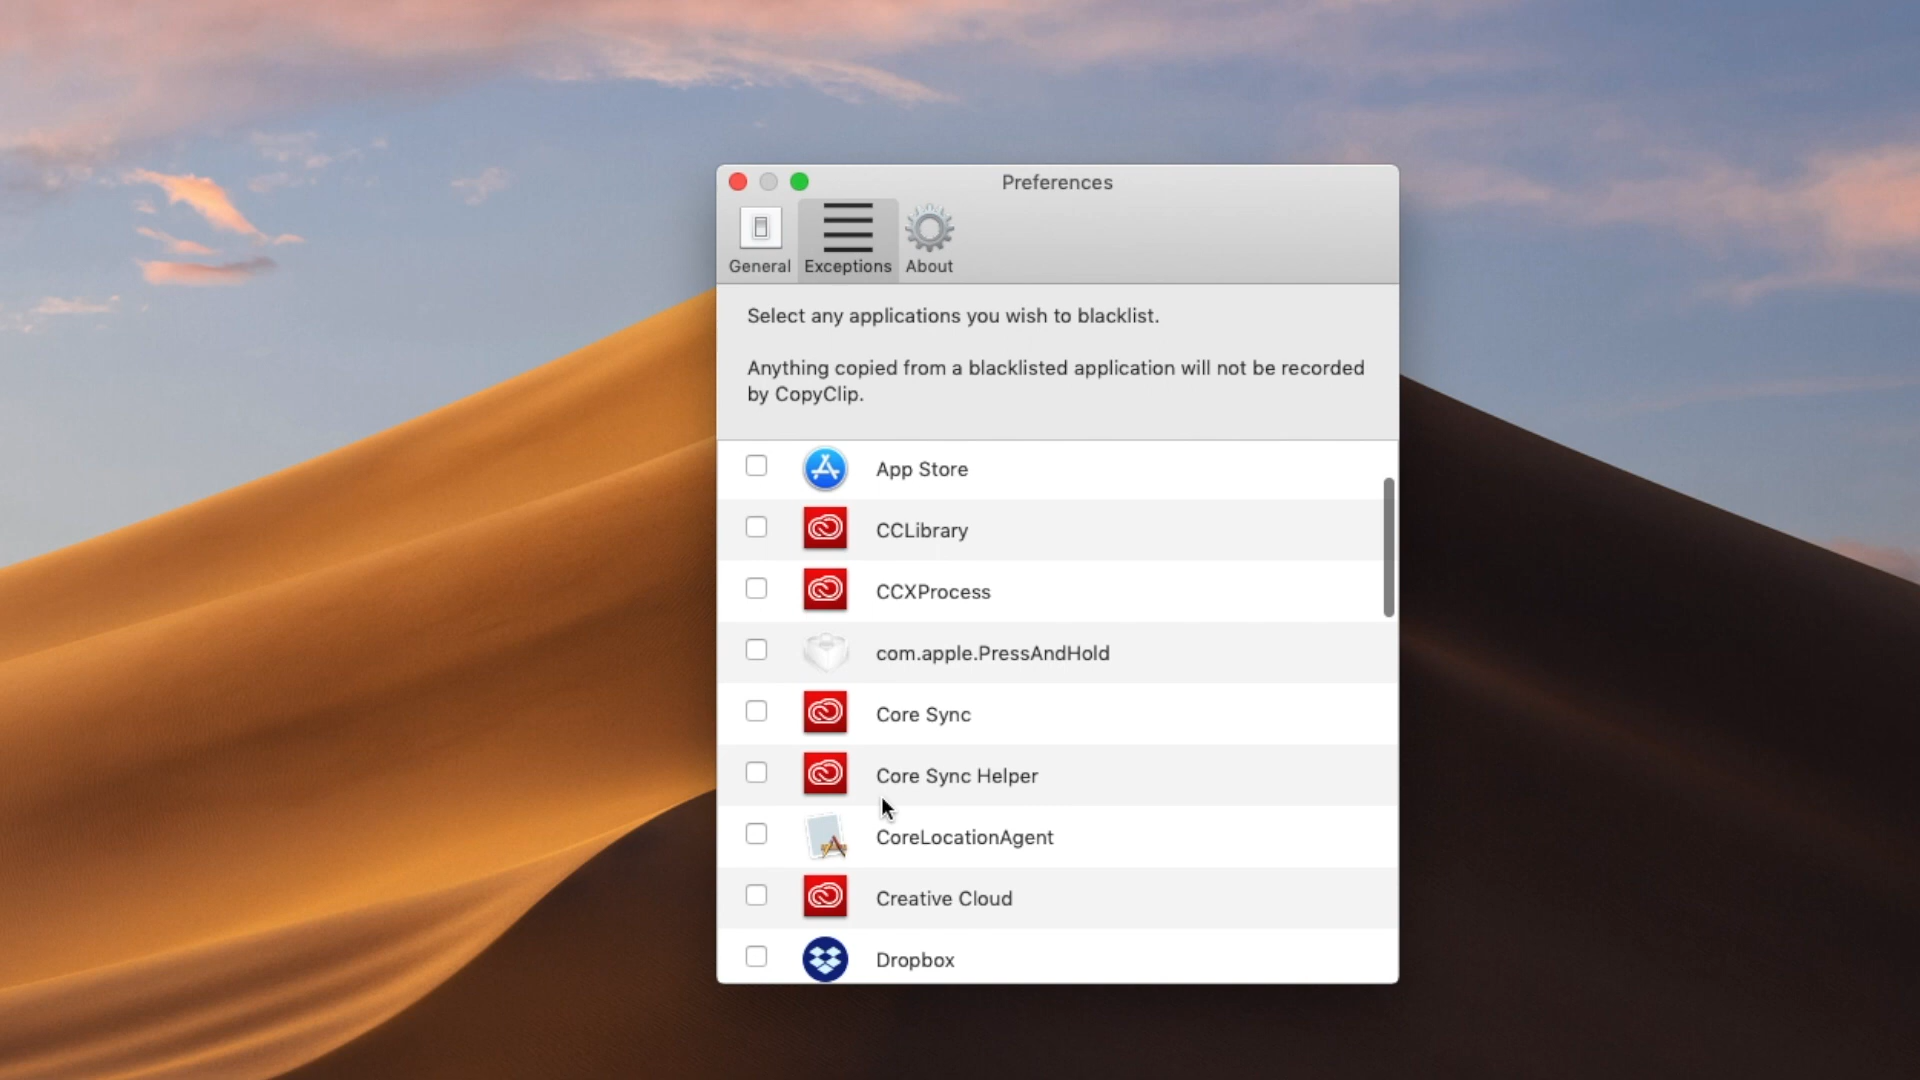 Preferences
General
Exceptions
About
Select any applications you wish to blacklist.
Anything copied from a blacklisted application will not be recorded
by CopyClip.
App Store
CCLibrary
CCXProcess
com.apple.PressAndHold
Core Sync
Core Sync Helper
CoreLocationAgent
Creative Cloud
Dropbox